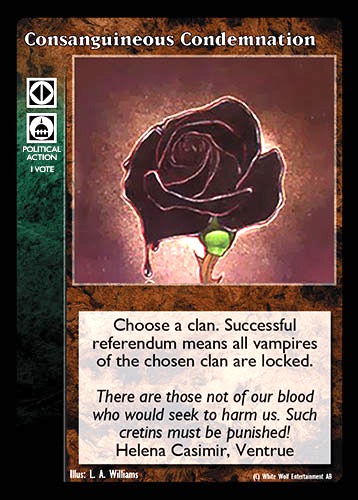 Consanguineous Condemnation
POLITICAL
ACTION
1 VOTE
Choose a clan. Successful
referendum means all vampires
of the chosen clan are locked.
There are those not of our blood
who would seek to harm us. Such
cretins must be punished!
Helena Casimir, Ventrue
Illus: L. A. Williams
(C) White Wolf Entertainment AB